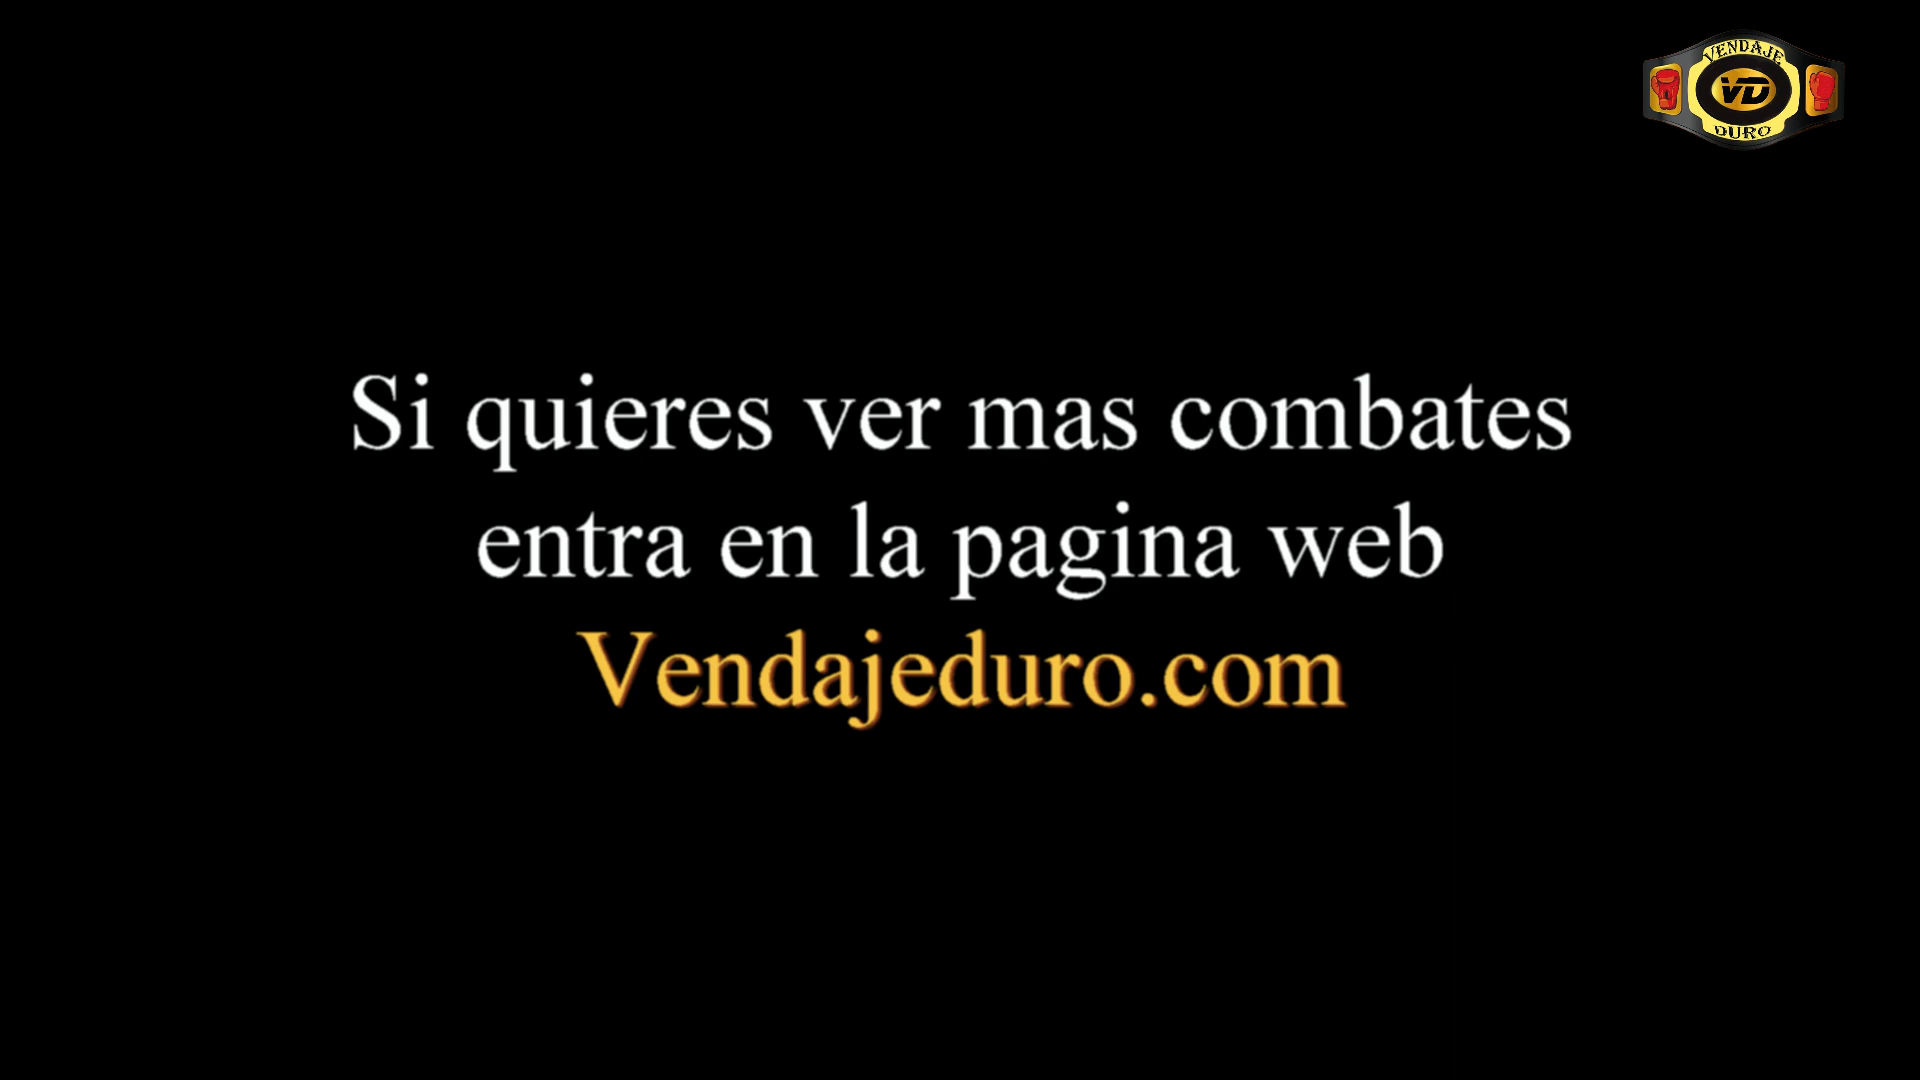 VENDAJE
VD
DURO
Si quieres ver mas combates
entra en la pagina web
Vendajeduro.com